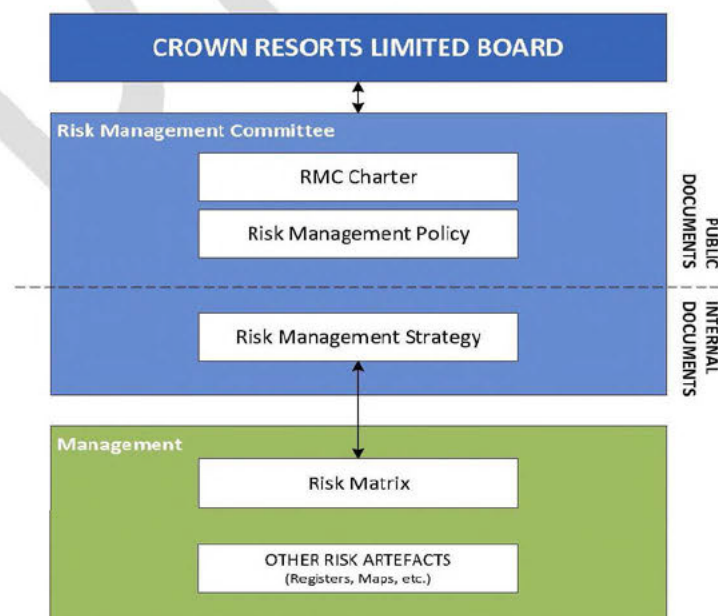 CROWN RESORTS LIMITED BOARD
Risk Management Committee
RMC Charter
Risk Management Policy
PUBLIC
DOCUMENTS
Risk Management Strategy
INTERNAL
DOCUMENTS
Management
Risk Matrix
OTHER RISK ARTEFACTS
(Registers, Maps, etc.)